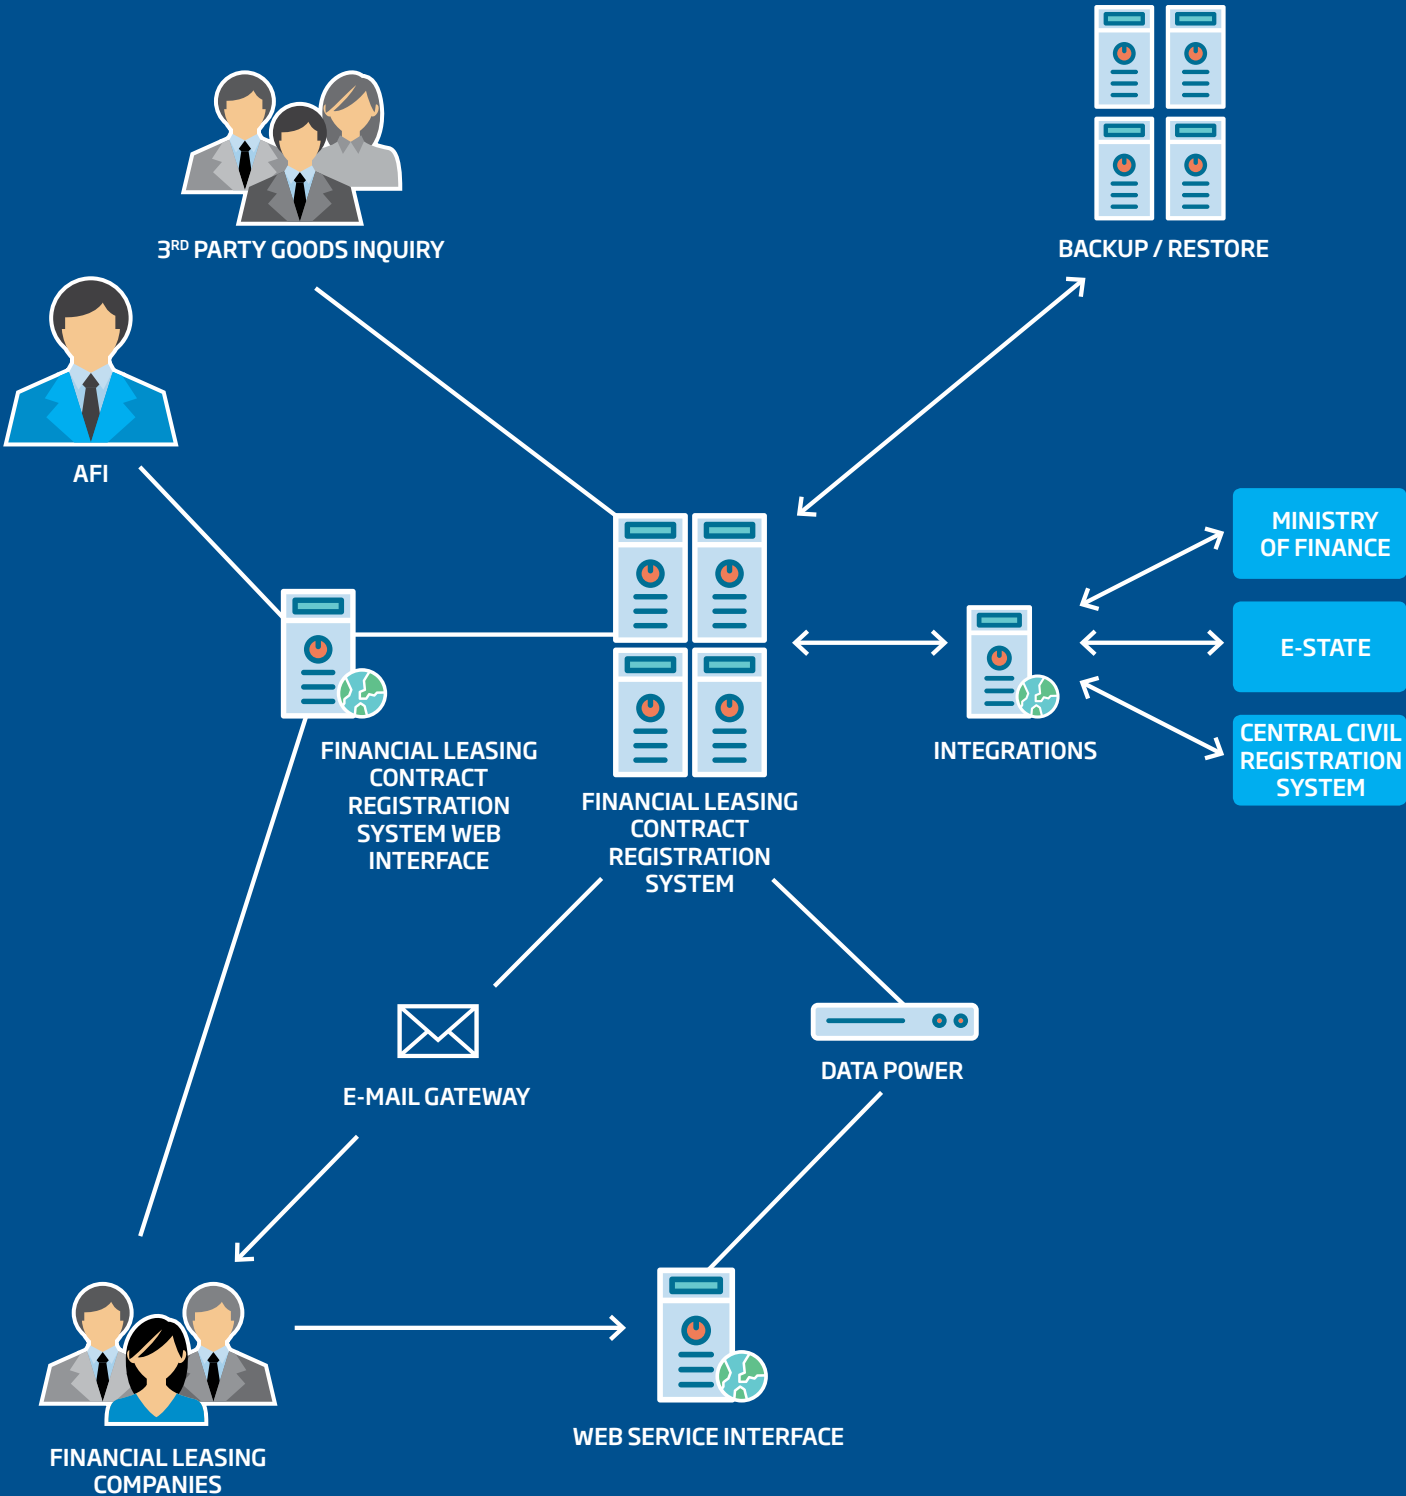 3RD PARTY GOODS INQUIRY
BACKUP / RESTORE
AFI
MINISTRY
OF FINANCE
E-STATE
CENTRAL CIVIL
REGISTRATION
SYSTEM
INTEGRATIONS
FINANCIAL LEASING
CONTRACT
REGISTRATION
SYSTEM WEB
INTERFACE
FINANCIAL LEASING
CONTRACT
REGISTRATION
SYSTEM
E-MAIL GATEWAY
DATA POWER
WEB SERVICE INTERFACE
FINANCIAL LEASING
COMPANIES